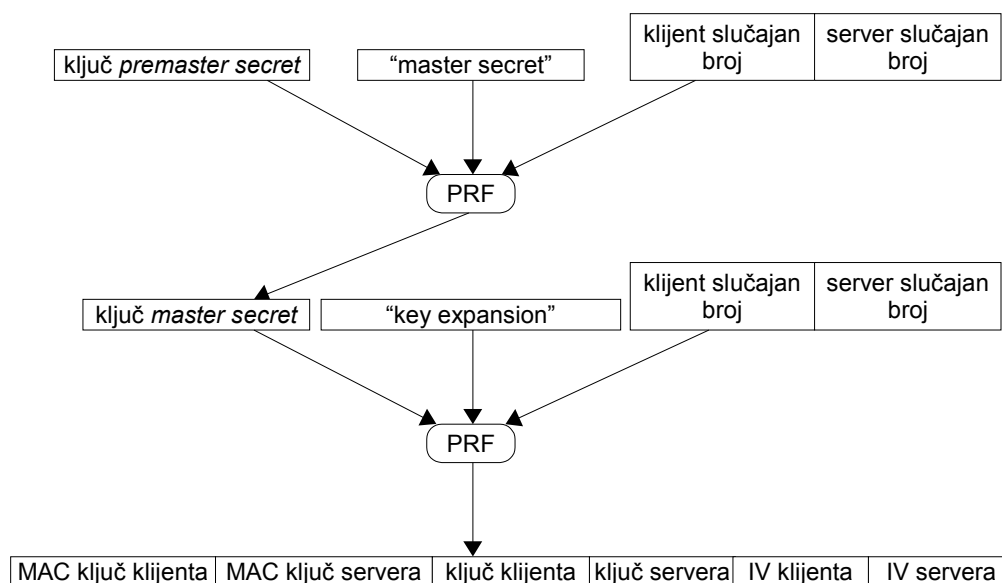 ključ premaster secret
“master secret”
klijent slučajan
broj
server slučajan
broj
PRF
ključ master secret
“key expansion”
klijent slučajan
broj
server slučajan
broj
PRF
MAC ključ klijenta
MAC ključ servera
ključ klijenta
ključ servera
IV klijenta
IV servera